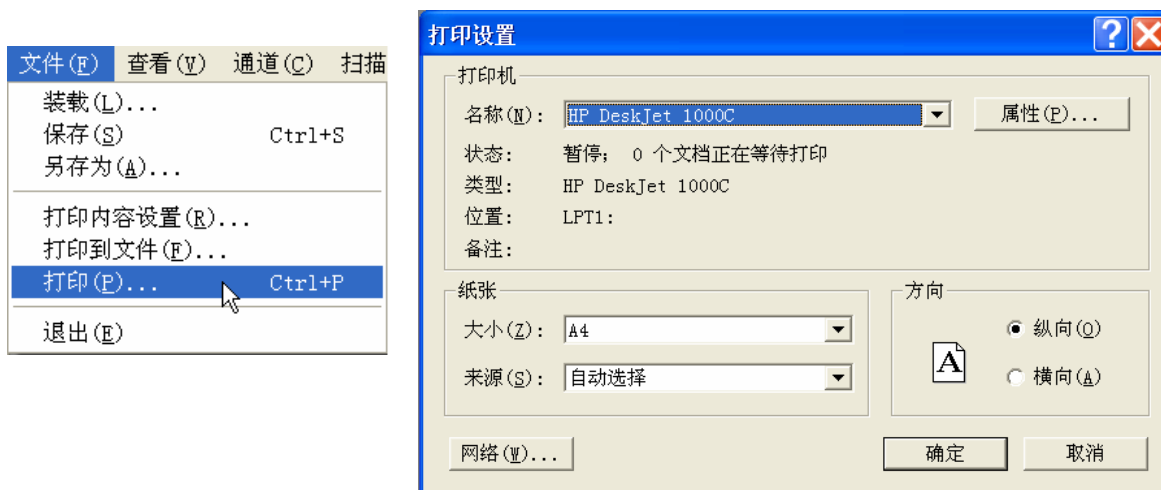 文件(F) 查看(V) 通道(C) 扫描
装载(L)...
保存(S) Ctrl+S
另存为(A)...
打印内容设置(R)...
打印到文件(F)...
打印(P)... Ctrl+P
退出(E)
打印设置
打印机
名称(N): HP DeskJet 1000C 属性(P)...
状态: 暂停; 0 个文档正在等待打印
类型: HP DeskJet 1000C
位置: LPT1:
备注:
纸张
大小(Z): A4
来源(S): 自动选择
方向
A
纵向(O)
横向(A)
网络(W)... 确定 取消